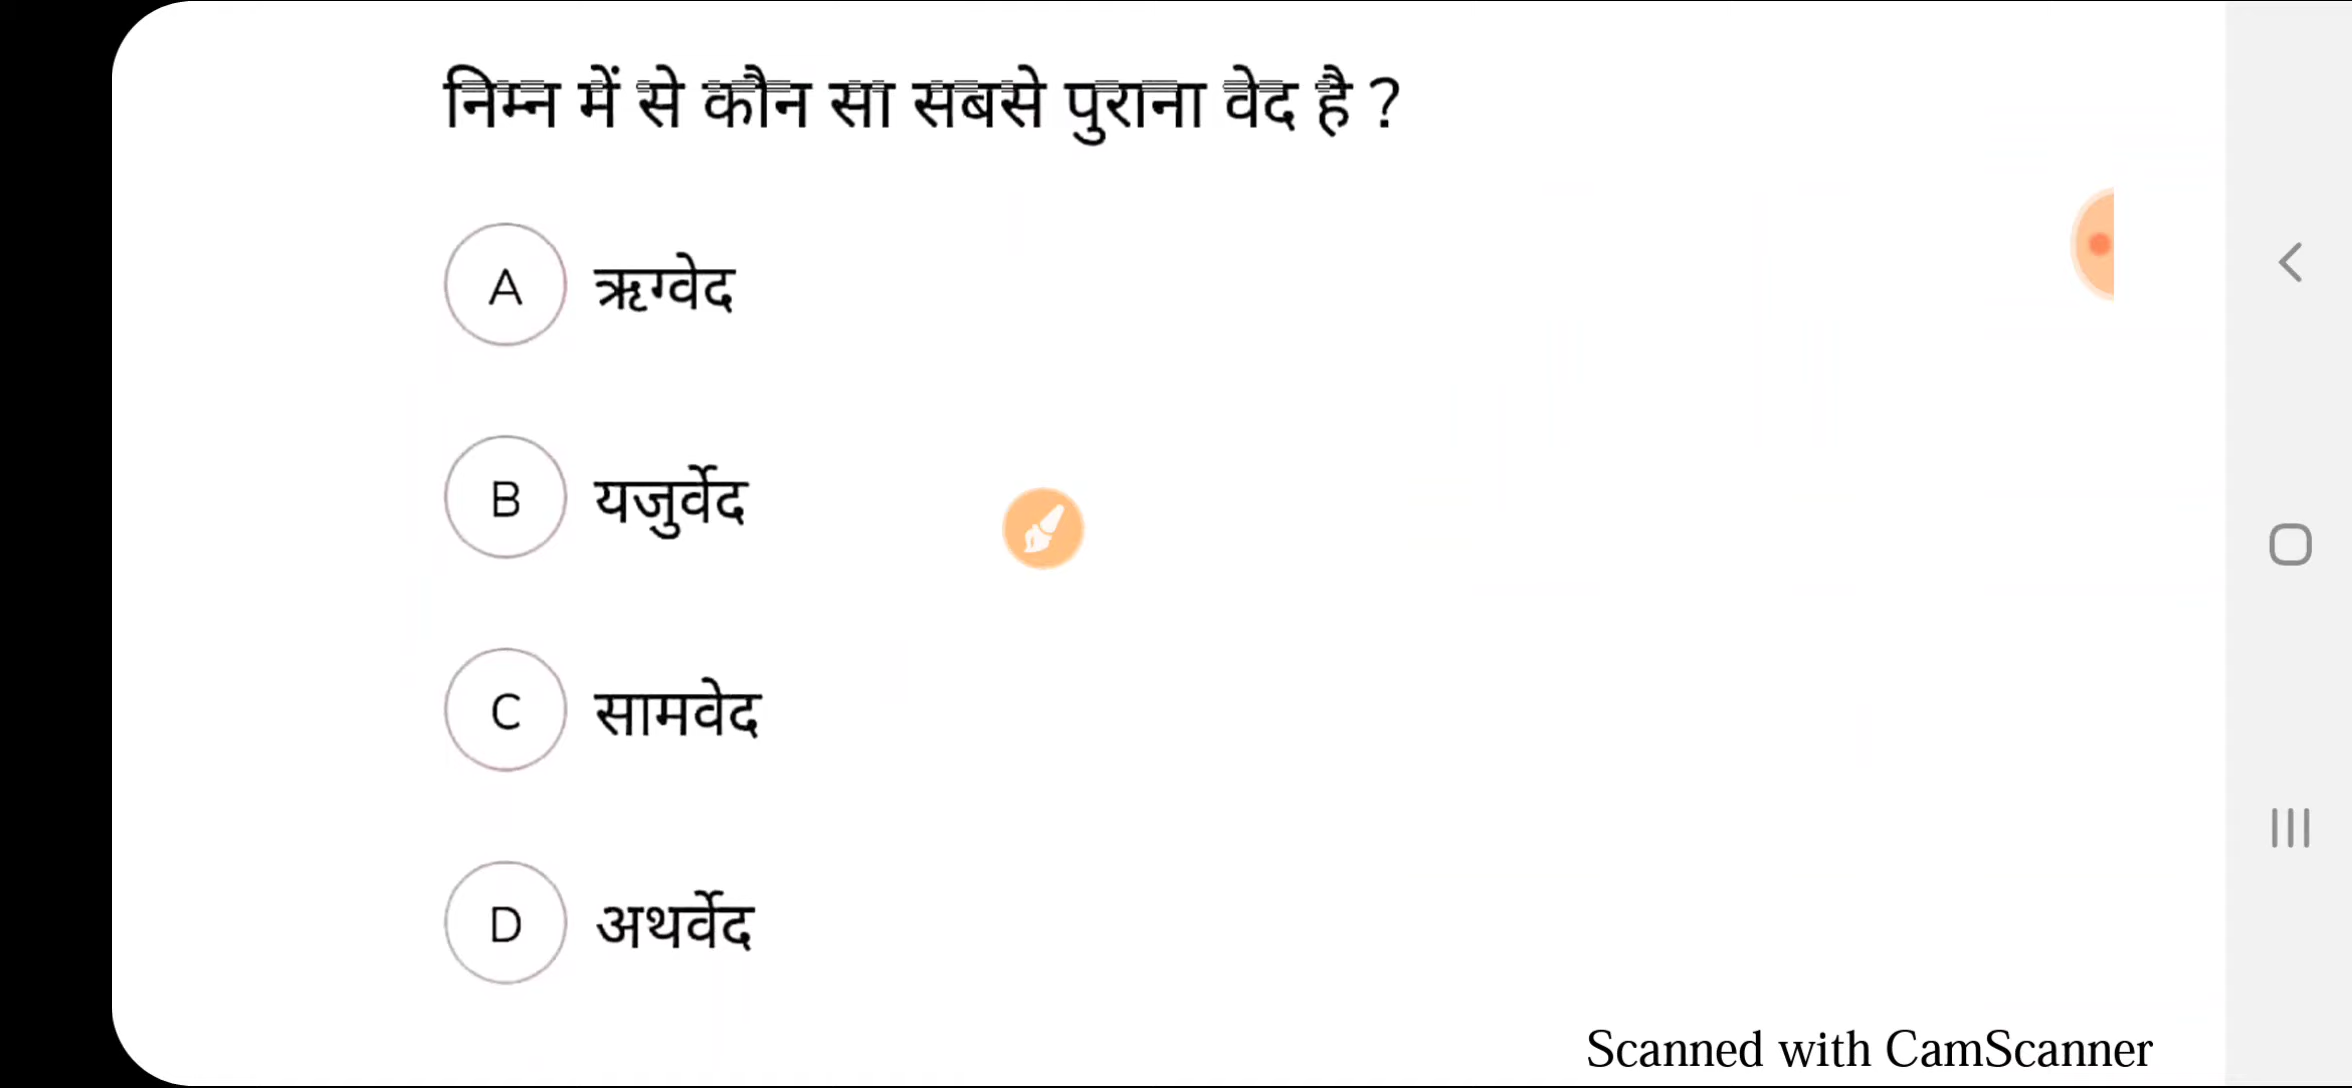 निम्न में से कौन सा सबसे पुराना वेद है ?
A ऋग्वेद
B यजुर्वेद
C सामवेद
D अथर्वेद
Scanned with CamScanner